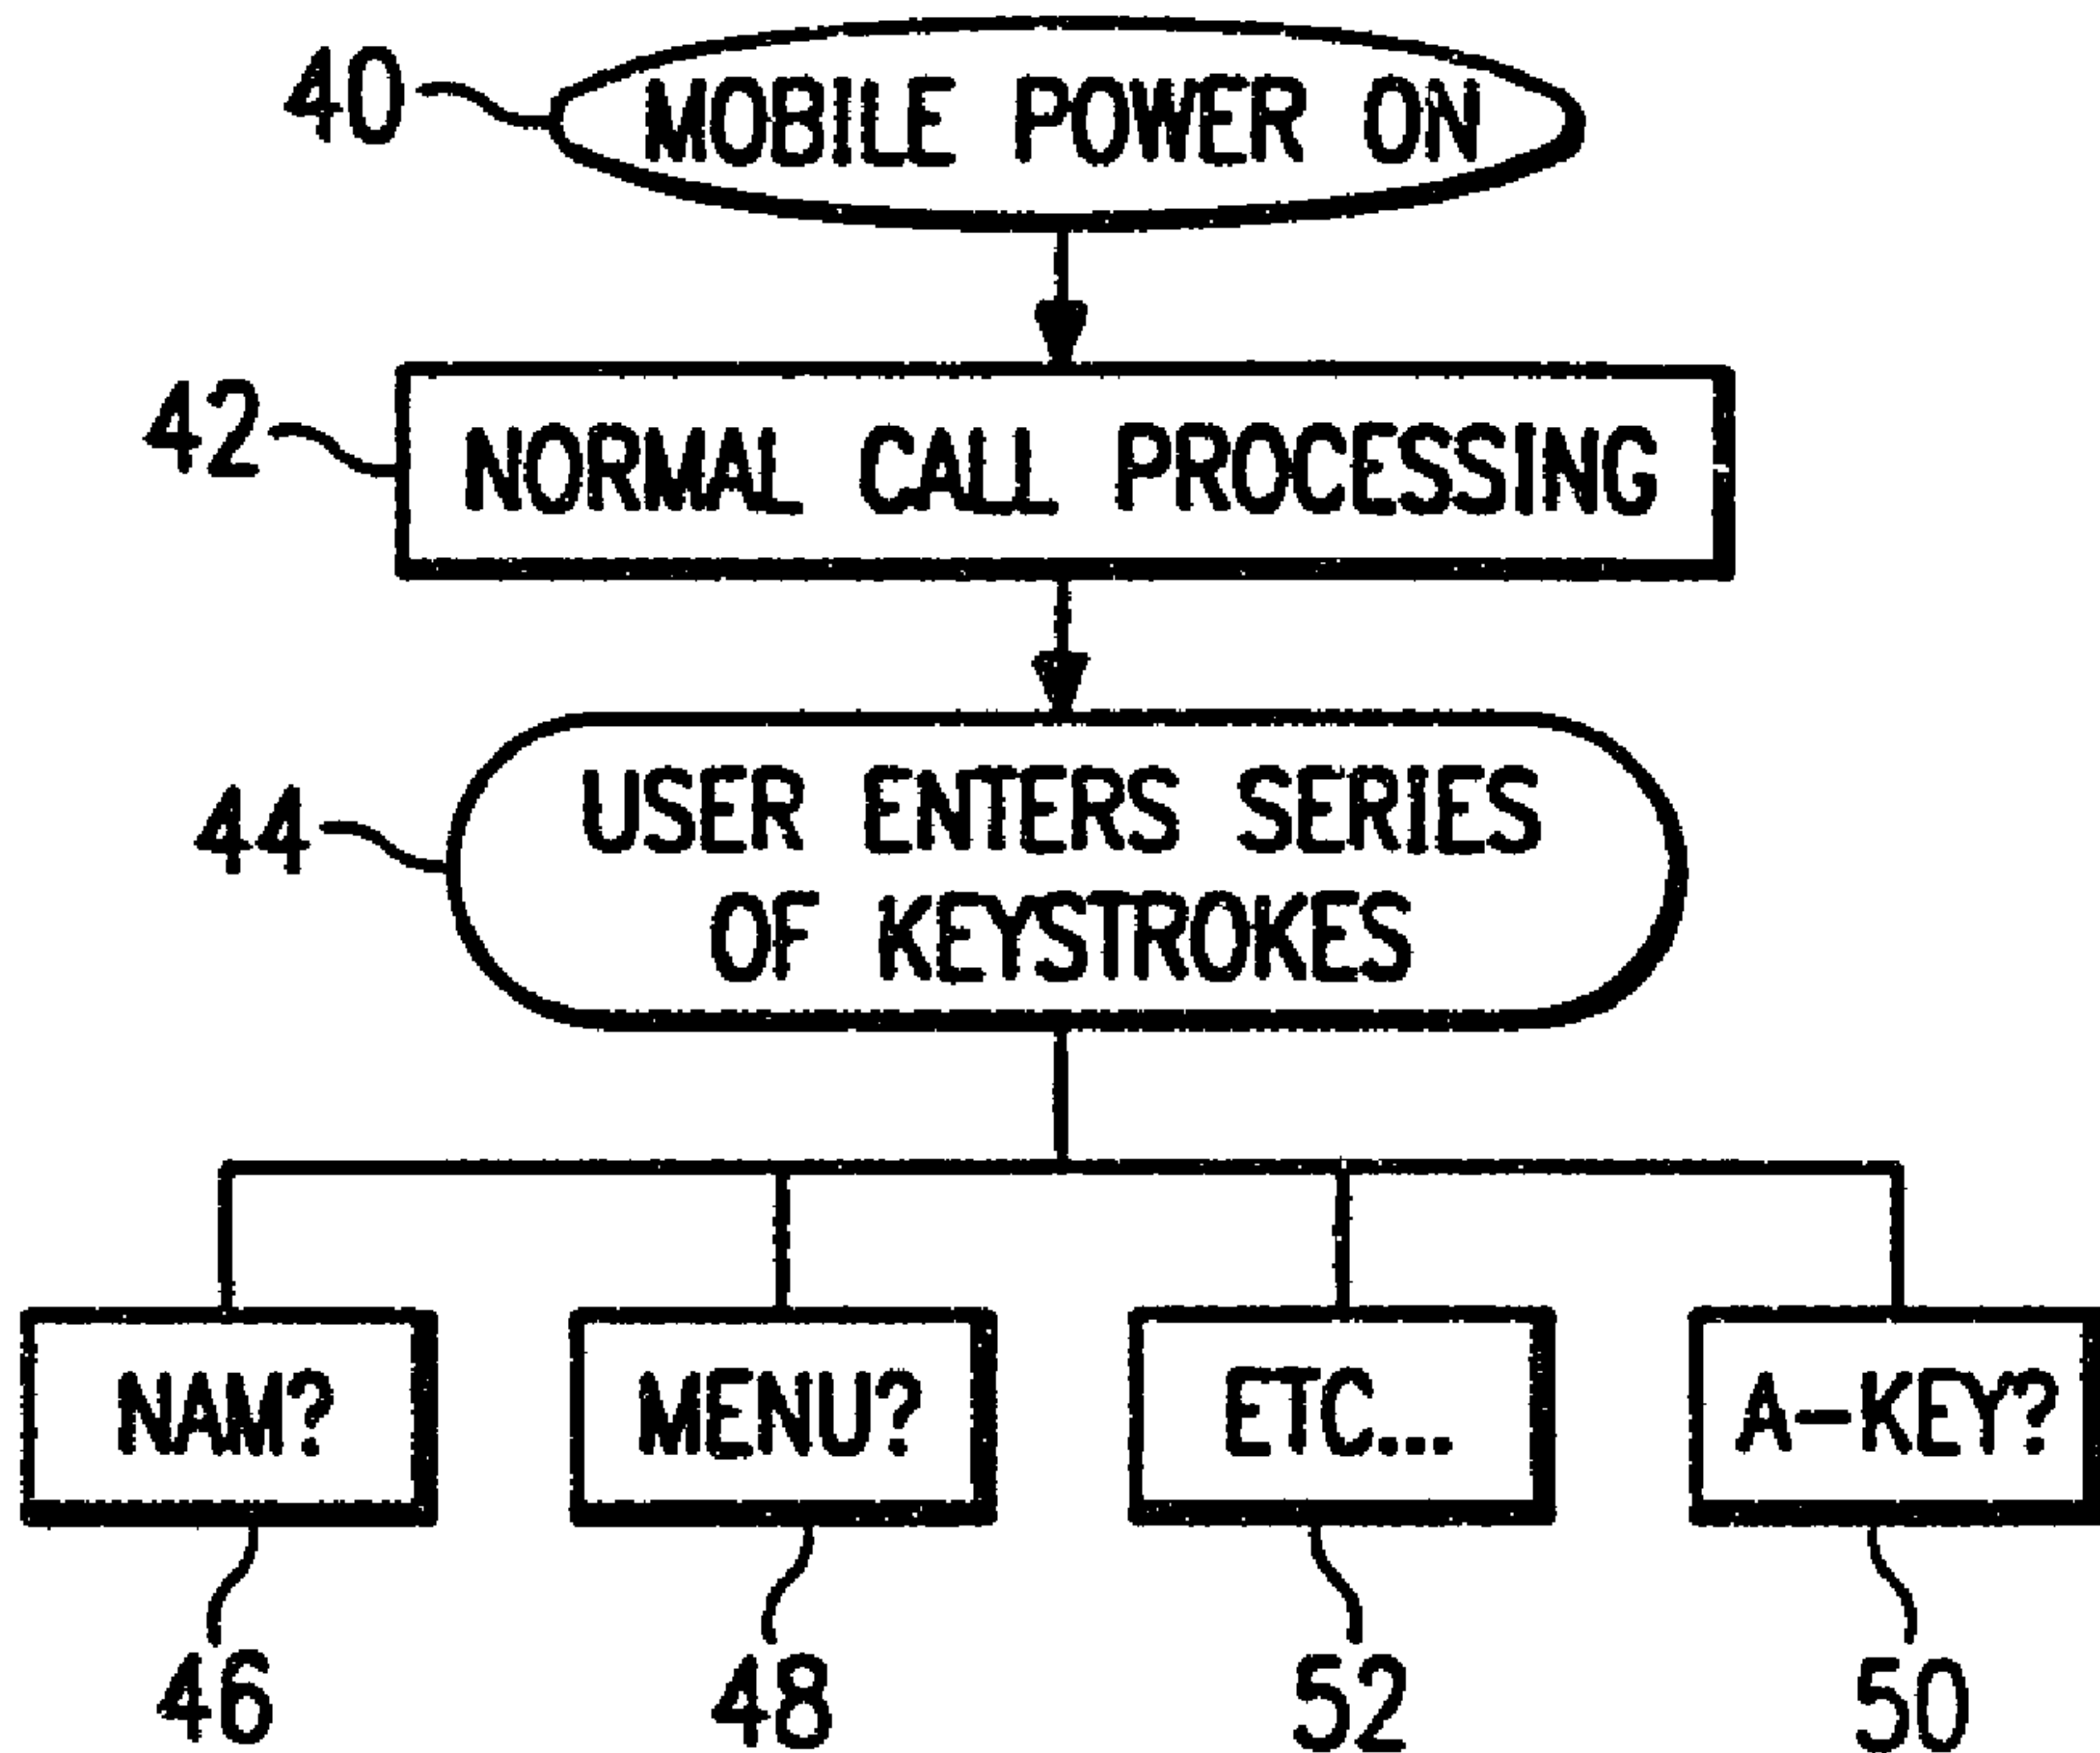 40
MOBILE POWER ON
42
NORMAL CALL PROCESSING
44
USER ENTERS SERIES
OF KEYSTROKES
NAM?
MENU?
ETC...
A-KEY?
46
48
52
50